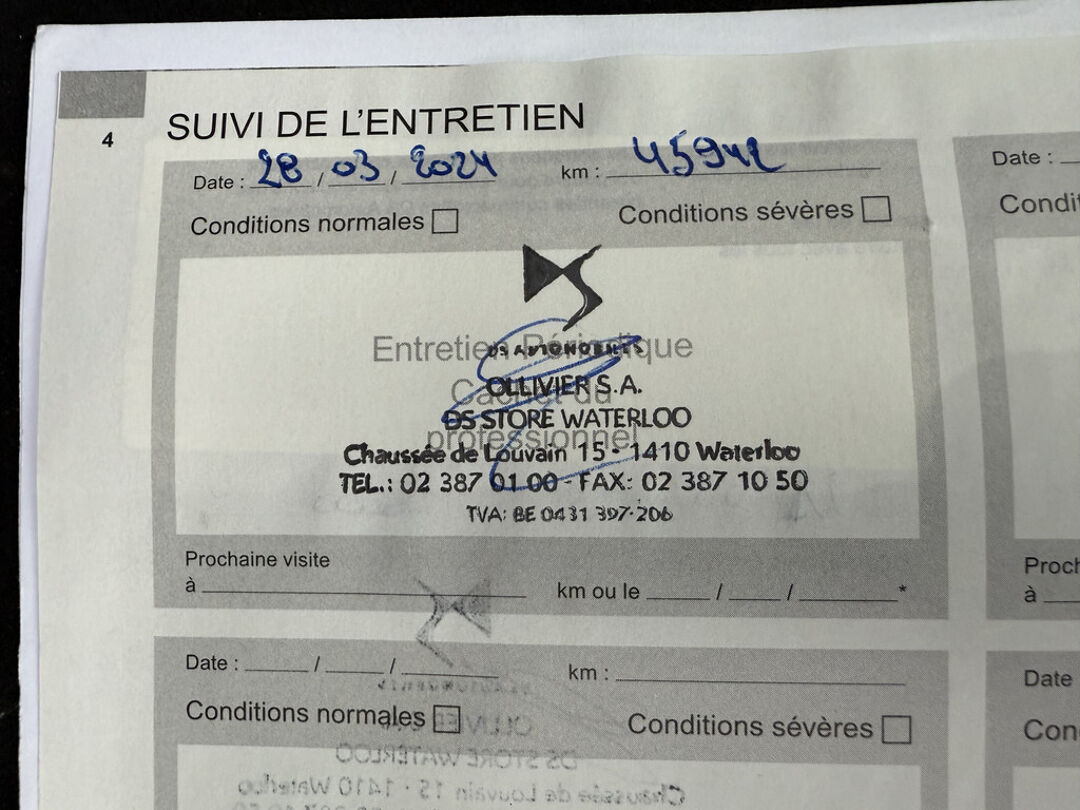 4
SUIVI DE L'ENTRETIEN
Date : 28 / 03 / 2024 km : 45942
Date :
Conditions normales Conditions sévères
Entretien Périodique
Cachet du
professionnel
DS AUTOMOBILES
OLLIVIER S.A.
DS STORE WATERLOO
Chaussée de Louvain 15 · 1410 Waterloo
TEL.: 02 387 01 00 - FAX: 02 387 10 50
TVA: BE 0431 397·206
Prochaine visite
à km ou le / / *
à
Date : / / km :
Date
Conditions normales Conditions sévères